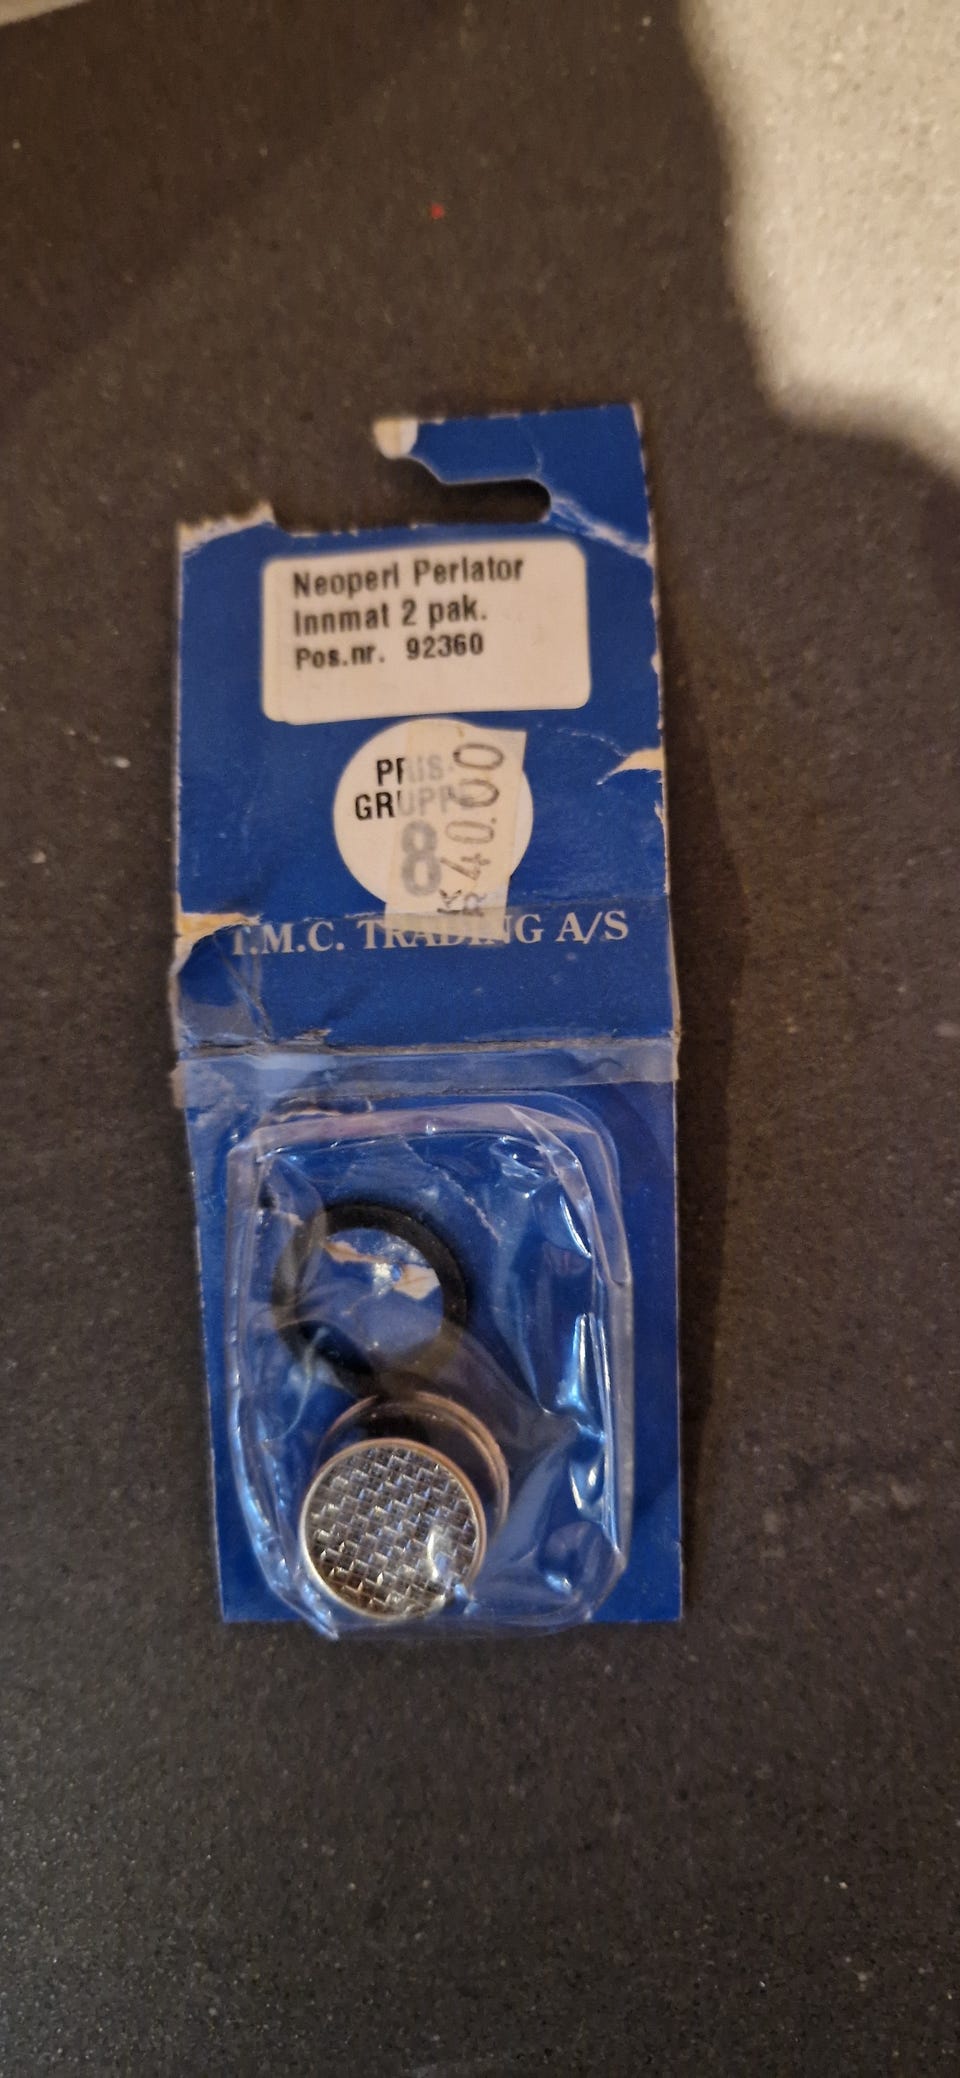 Neoperl Perlator
Innmat 2 pak.
Pos.nr. 92360
PRIS-
GRUPPE
8
KR 40.00
T.M.C. TRADING A/S